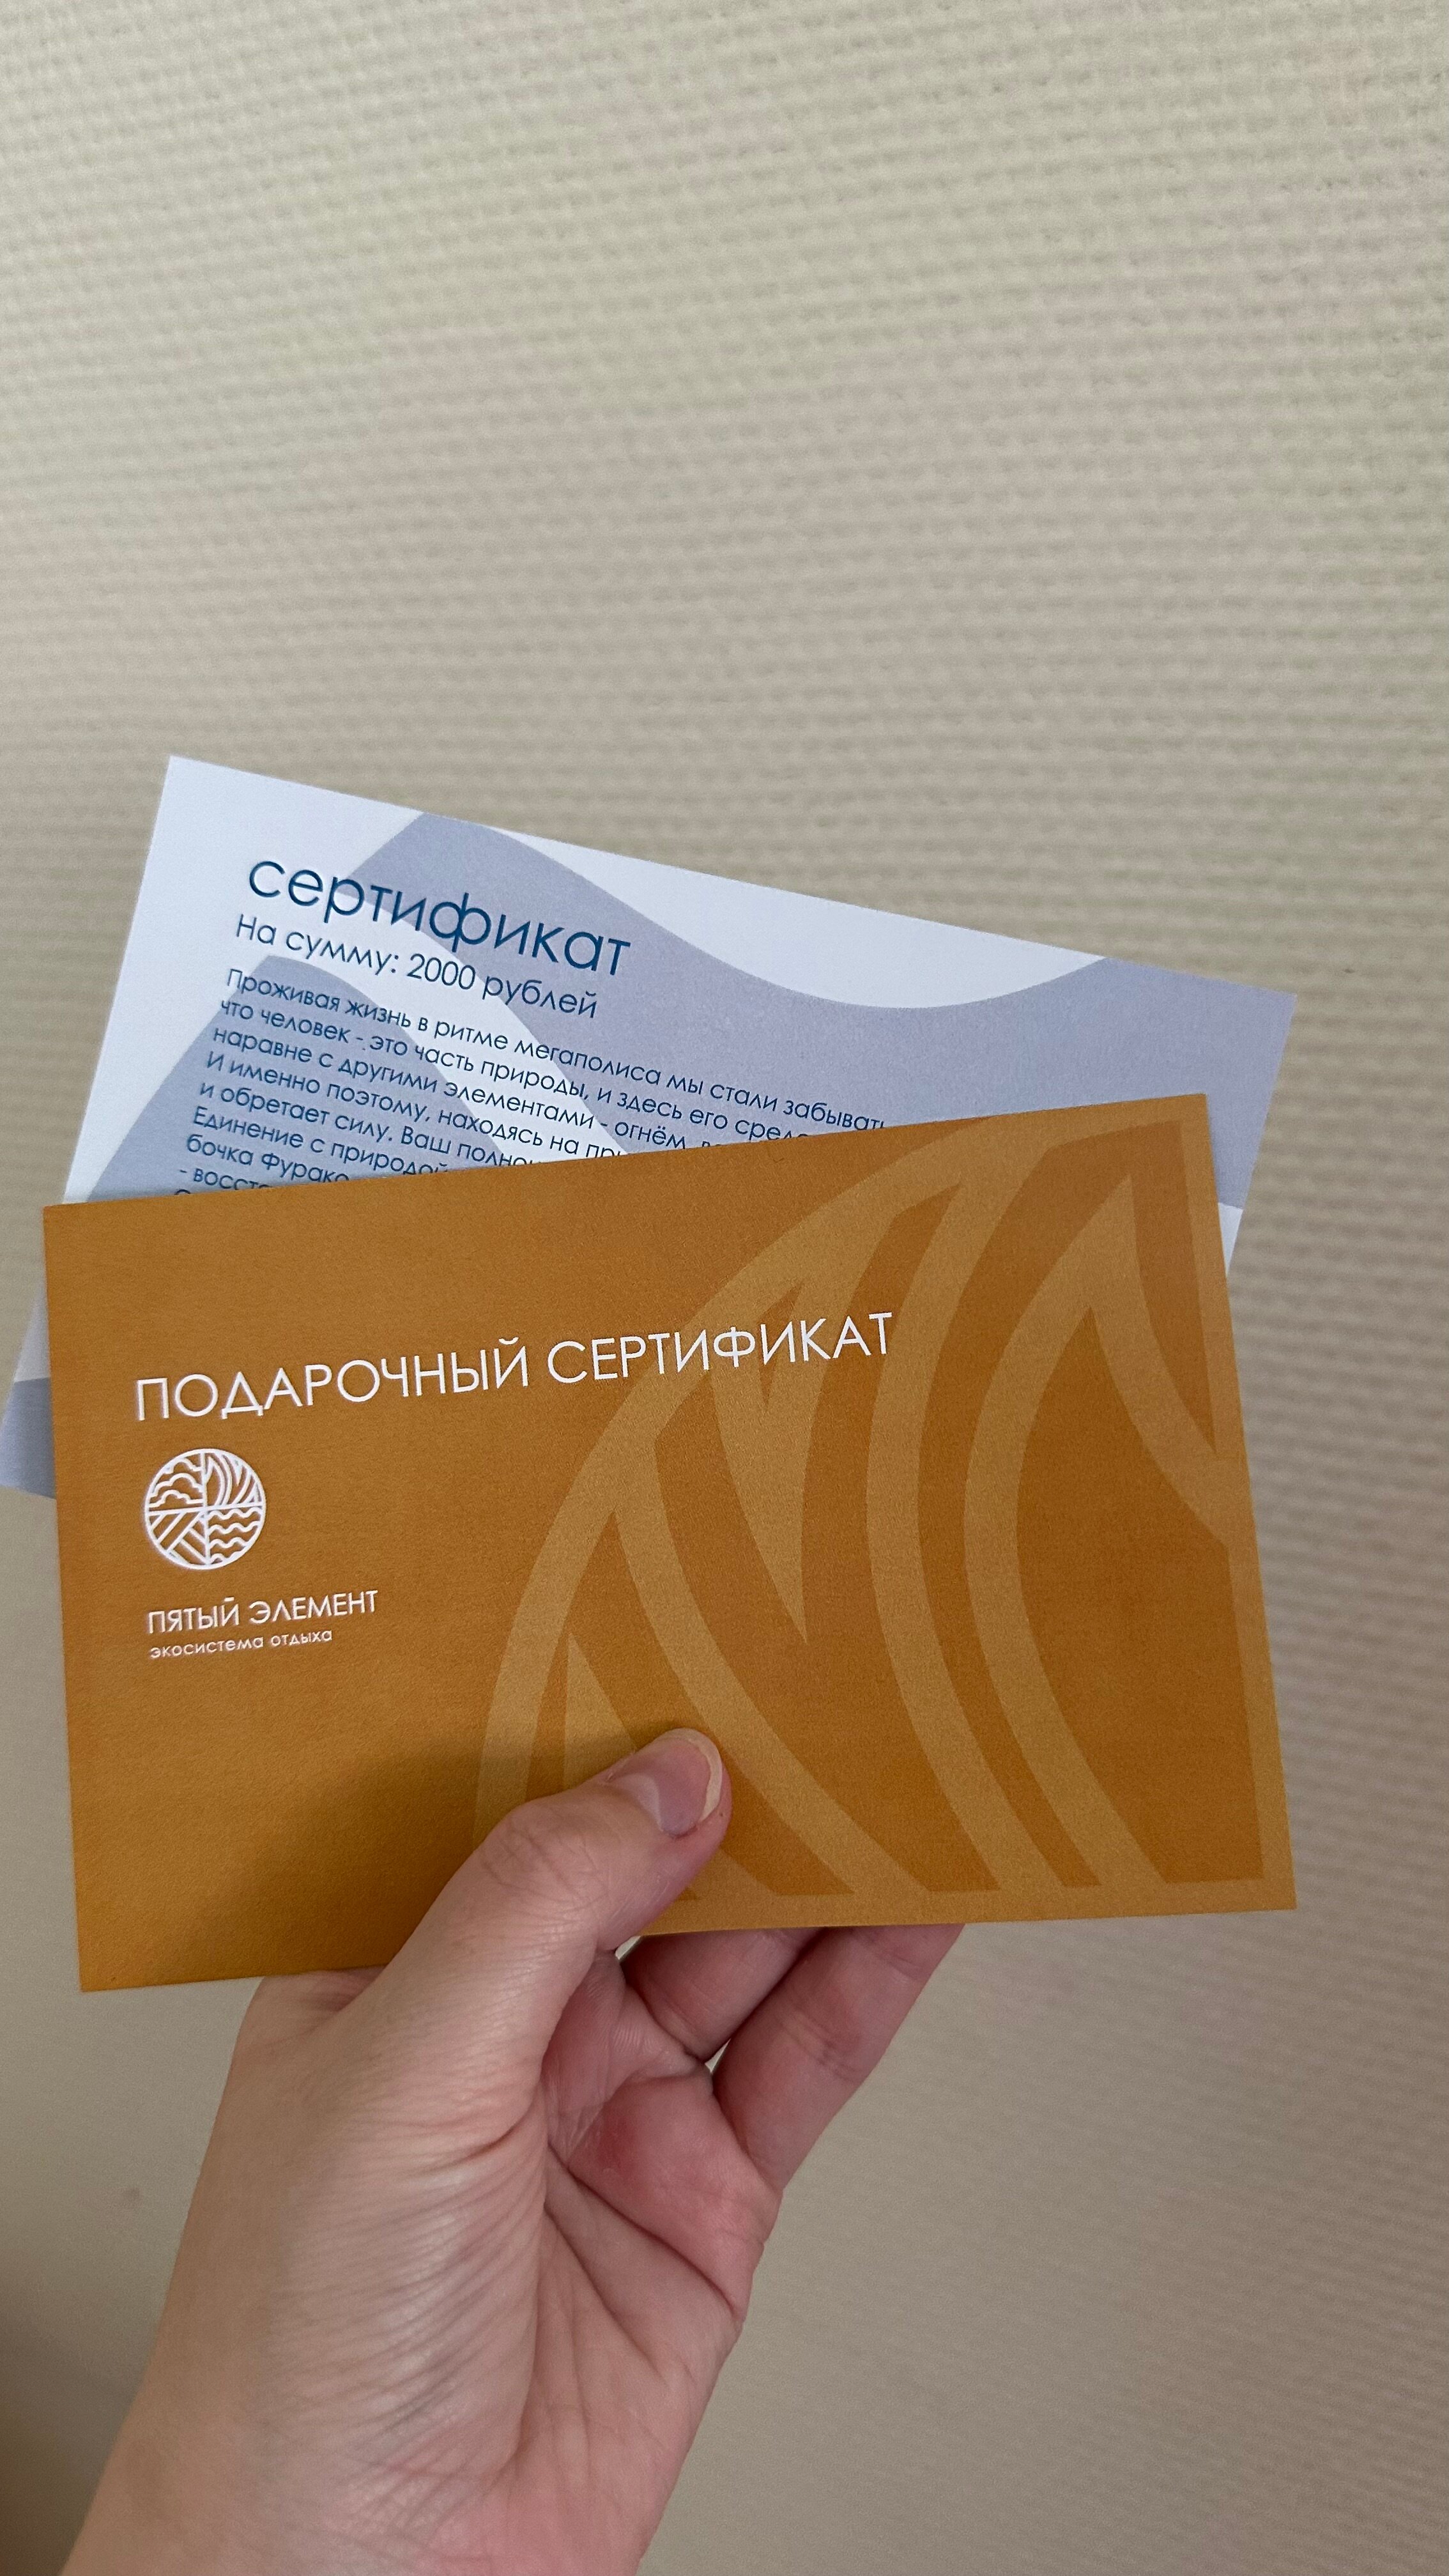 сертификат
На сумму: 2000 рублей
Проживая жизнь в ритме мегаполиса мы стали забывать,
что человек - это часть природы, и здесь его
наравне с другими элементами - огнём,
И именно поэтому, находясь на
и обретает силу. Ваш
Единение с природой
бочка Фурако
ПОДАРОЧНЫЙ СЕРТИФИКАТ
ПЯТЫЙ ЭЛЕМЕНТ
экосистема отдыха